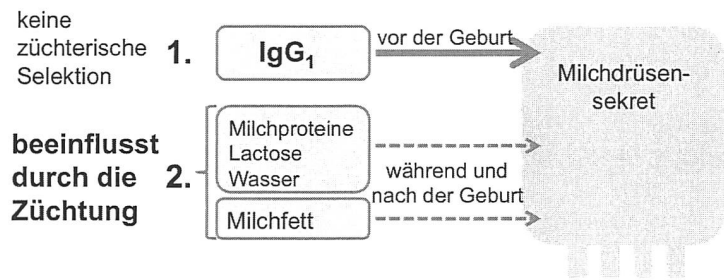 keine
züchterische
Selektion
1.
IgG₁
vor der Geburt
Milchdrüsen-
sekret
beeinflusst
durch die
Züchtung
2.
Milchproteine
Lactose
Wasser
während und
nach der Geburt
Milchfett